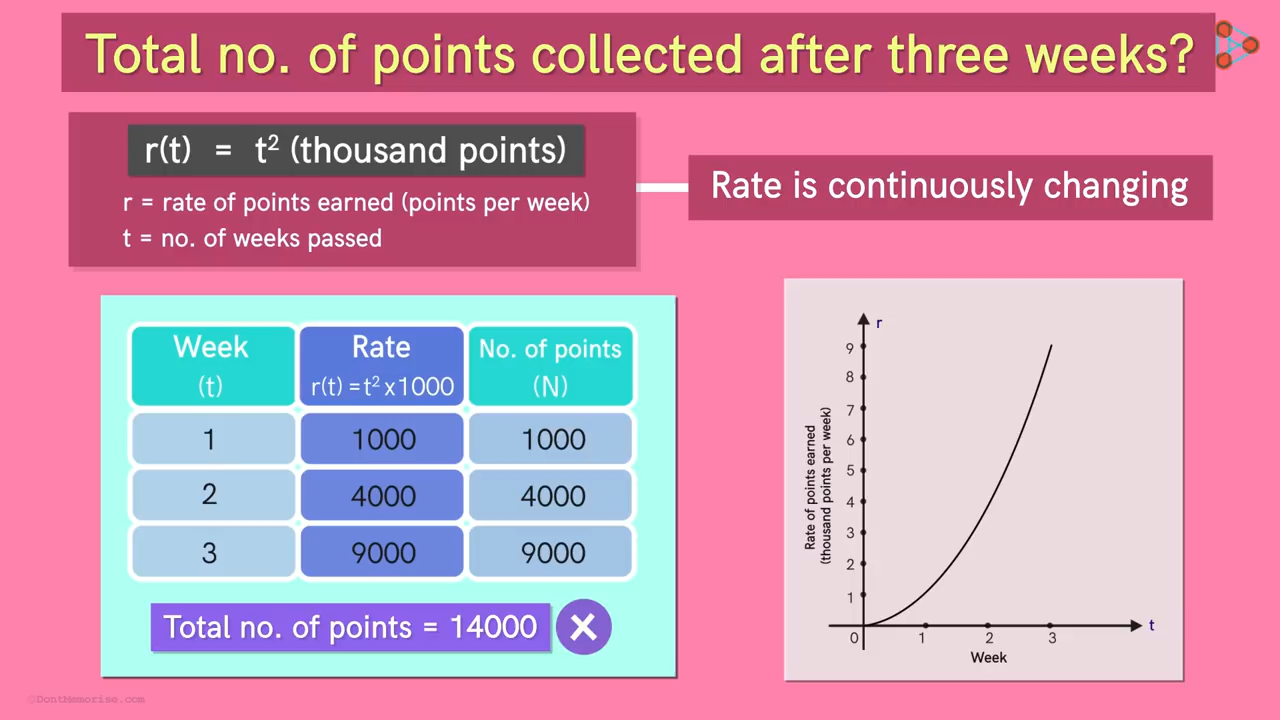 Total no. of points collected after three weeks?
r(t) = t² (thousand points)
r = rate of points earned (points per week)
t = no. of weeks passed
Rate is continuously changing
Week Rate No. of points
(t) r(t) = t² x 1000 (N)
1 1000 1000
2 4000 4000
3 9000 9000
Total no. of points = 14000
r
9
8
7
6
5
4
3
2
1
0 1 2 3
t
Week
Rate of points earned
(thousand points per week)
©DontMemorise.com